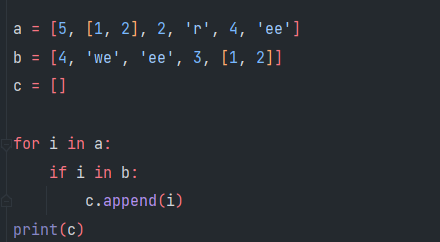 a = [5, [1, 2], 2, 'r', 4, 'ee']
b = [4, 'we', 'ee', 3, [1, 2]]
c = []
for i in a:
    if i in b:
        c.append(i)
print(c)